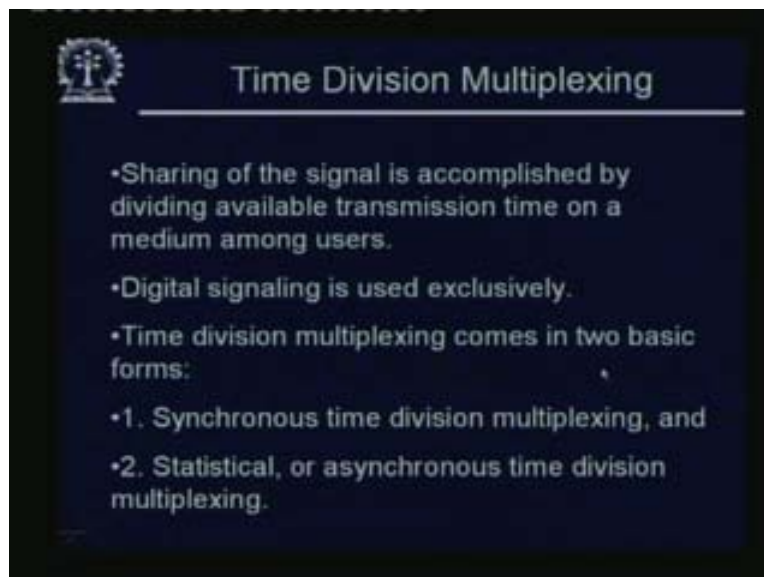 Time Division Multiplexing
•Sharing of the signal is accomplished by
dividing available transmission time on a
medium among users.
•Digital signaling is used exclusively.
•Time division multiplexing comes in two basic
forms:
•1. Synchronous time division multiplexing, and
•2. Statistical, or asynchronous time division
multiplexing.